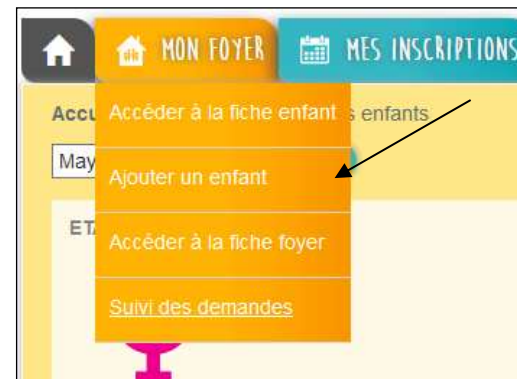 MON FOYER MES INSCRIPTIONS
Accu
s enfants
Accéder à la fiche enfant
May
Ajouter un enfant
ET
Accéder à la fiche foyer
Suivi des demandes